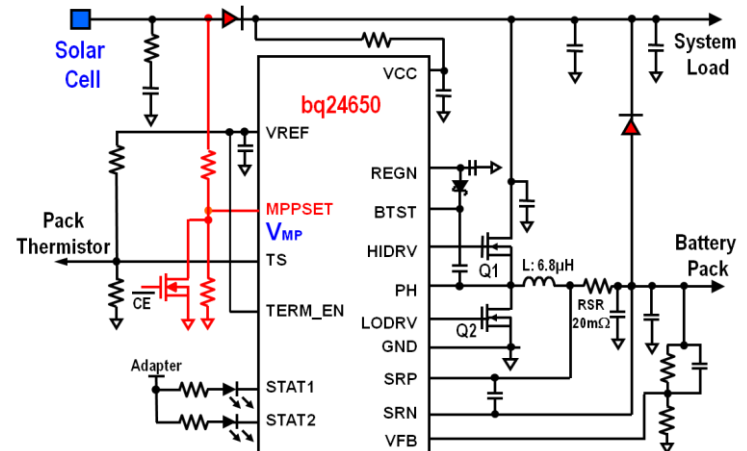 Solar
Cell
System
Load
VCC
bq24650
VREF
REGN
BTST
MPPSET
VMP
Pack
Thermistor
HIDRV
Q1
L: 6.8µH
Battery
Pack
TS
PH
CE
RSR
20mΩ
TERM_EN
LODRV
Q2
GND
Adapter
STAT1
SRP
STAT2
SRN
VFB